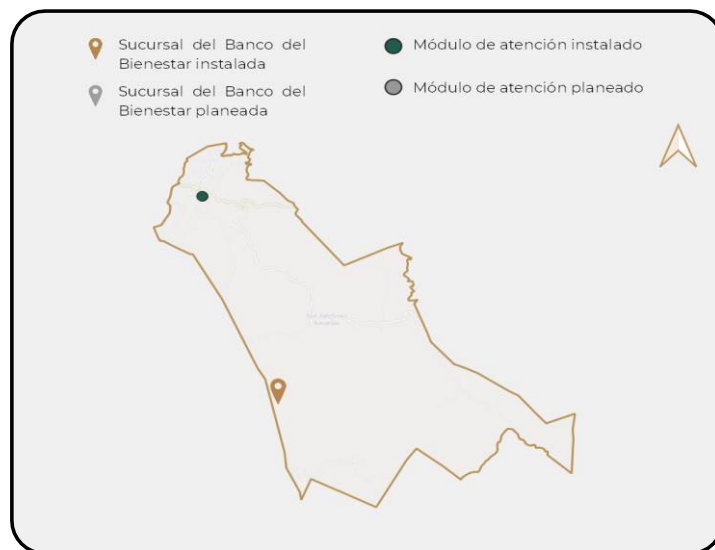 Sucursal del Banco del
Bienestar instalada
Sucursal del Banco del
Bienestar planeada
Módulo de atención instalado
Módulo de atención planeado